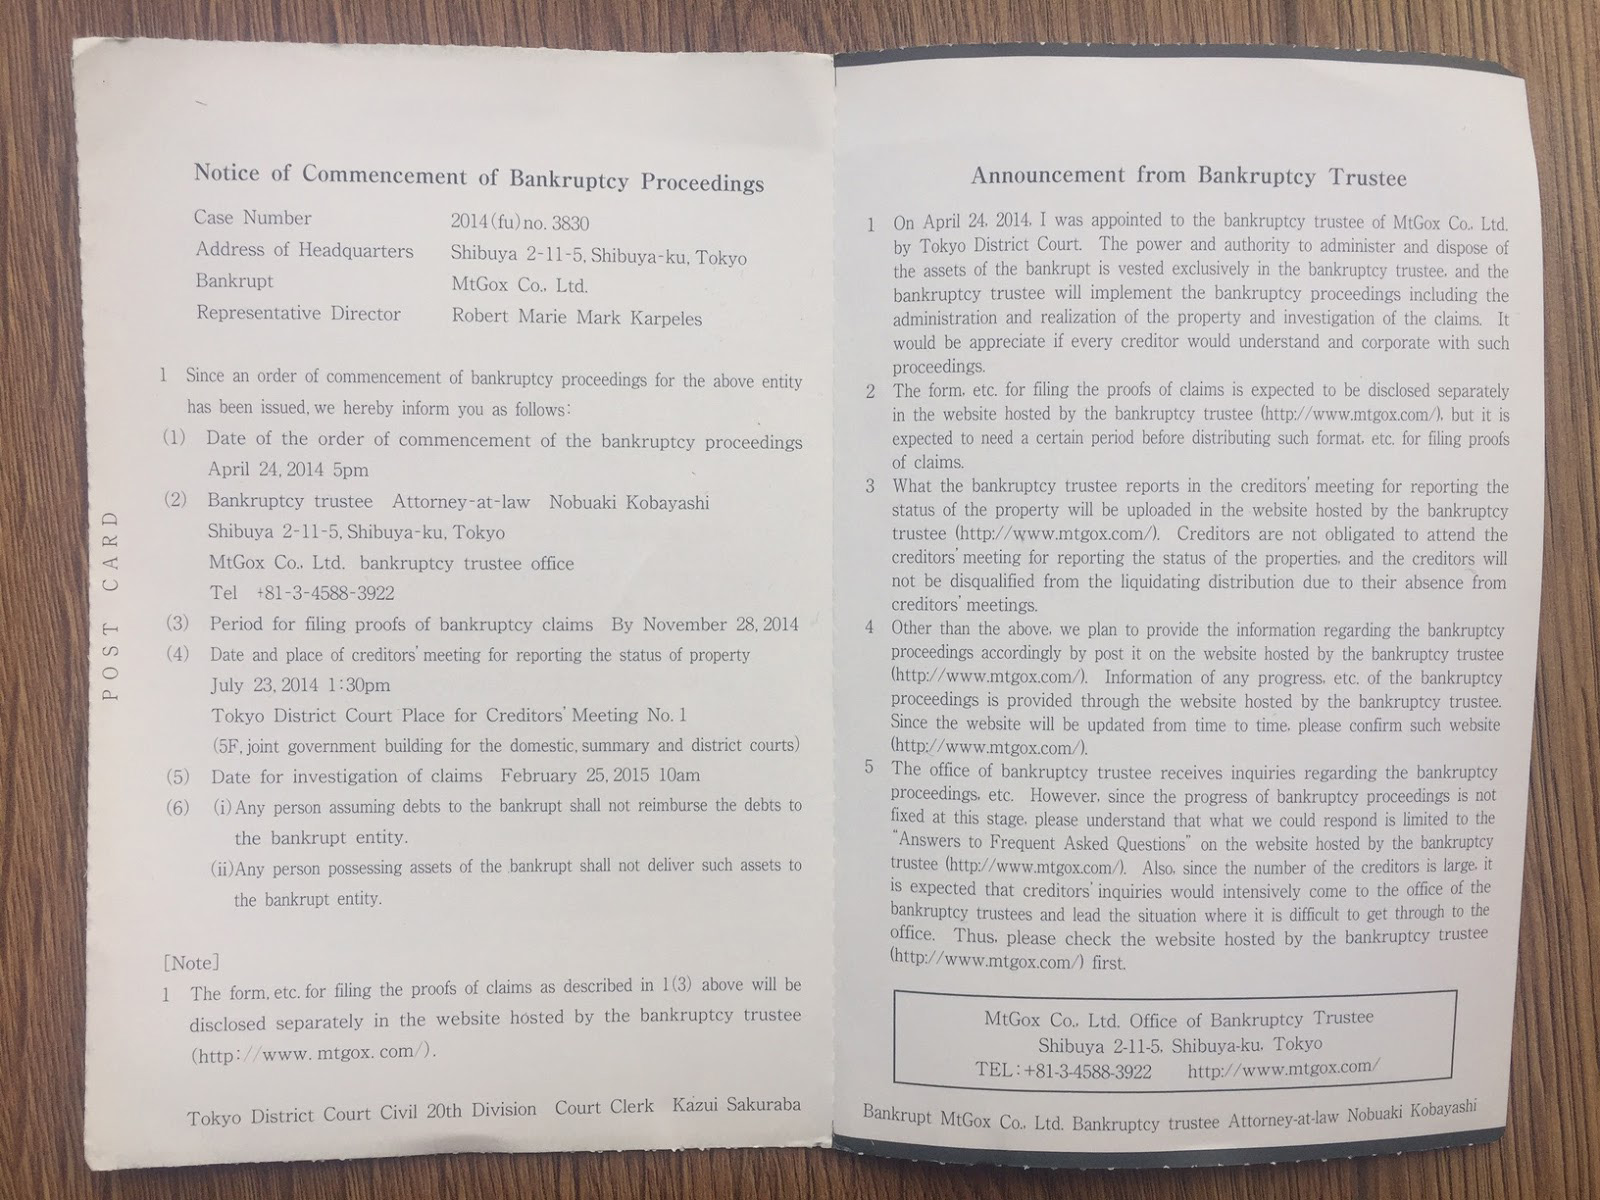 POST CARD
Notice of Commencement of Bankruptcy Proceedings
Case Number 2014(fu)no. 3830
Address of Headquarters Shibuya 2-11-5, Shibuya-ku, Tokyo
Bankrupt MtGox Co., Ltd.
Representative Director Robert Marie Mark Karpeles
1 Since an order of commencement of bankruptcy proceedings for the above entity
has been issued, we hereby inform you as follows:
(1) Date of the order of commencement of the bankruptcy proceedings
April 24, 2014 5pm
(2) Bankruptcy trustee Attorney-at-law Nobuaki Kobayashi
Shibuya 2-11-5, Shibuya-ku, Tokyo
MtGox Co., Ltd. bankruptcy trustee office
Tel +81-3-4588-3922
(3) Period for filing proofs of bankruptcy claims By November 28, 2014
(4) Date and place of creditors' meeting for reporting the status of property
July 23, 2014 1:30pm
Tokyo District Court Place for Creditors' Meeting No. 1
(5F, joint government building for the domestic, summary and district courts)
(5) Date for investigation of claims February 25, 2015 10am
(6) (i)Any person assuming debts to the bankrupt shall not reimburse the debts to
the bankrupt entity.
(ii)Any person possessing assets of the bankrupt shall not deliver such assets to
the bankrupt entity.
[Note]
1 The form, etc. for filing the proofs of claims as described in 1(3) above will be
disclosed separately in the website hosted by the bankruptcy trustee
(http://www. mtgox. com/).
Tokyo District Court Civil 20th Division Court Clerk Kazui Sakuraba
Announcement from Bankruptcy Trustee
1 On April 24, 2014, I was appointed to the bankruptcy trustee of MtGox Co., Ltd.
by Tokyo District Court. The power and authority to administer and dispose of
the assets of the bankrupt is vested exclusively in the bankruptcy trustee, and the
bankruptcy trustee will implement the bankruptcy proceedings including the
administration and realization of the property and investigation of the claims. It
would be appreciate if every creditor would understand and corporate with such
proceedings.
2 The form, etc. for filing the proofs of claims is expected to be disclosed separately
in the website hosted by the bankruptcy trustee (http://www.mtgox.com/), but it is
expected to need a certain period before distributing such format, etc. for filing proofs
of claims.
3 What the bankruptcy trustee reports in the creditors' meeting for reporting the
status of the property will be uploaded in the website hosted by the bankruptcy
trustee (http://www.mtgox.com/). Creditors are not obligated to attend the
creditors' meeting for reporting the status of the properties, and the creditors will
not be disqualified from the liquidating distribution due to their absence from
creditors' meetings.
4 Other than the above, we plan to provide the information regarding the bankruptcy
proceedings accordingly by post it on the website hosted by the bankruptcy trustee
(http://www.mtgox.com/). Information of any progress, etc. of the bankruptcy
proceedings is provided through the website hosted by the bankruptcy trustee.
Since the website will be updated from time to time, please confirm such website
(http://www.mtgox.com/).
5 The office of bankruptcy trustee receives inquiries regarding the bankruptcy
proceedings, etc. However, since the progress of bankruptcy proceedings is not
fixed at this stage, please understand that what we could respond is limited to the
"Answers to Frequent Asked Questions" on the website hosted by the bankruptcy
trustee (http://www.mtgox.com/). Also, since the number of the creditors is large, it
is expected that creditors' inquiries would intensively come to the office of the
bankruptcy trustees and lead the situation where it is difficult to get through to the
office. Thus, please check the website hosted by the bankruptcy trustee
(http://www.mtgox.com/) first.
MtGox Co., Ltd. Office of Bankruptcy Trustee
Shibuya 2-11-5, Shibuya-ku, Tokyo
TEL:+81-3-4588-3922 http://www.mtgox.com/
Bankrupt MtGox Co., Ltd. Bankruptcy trustee Attorney-at-law Nobuaki Kobayashi